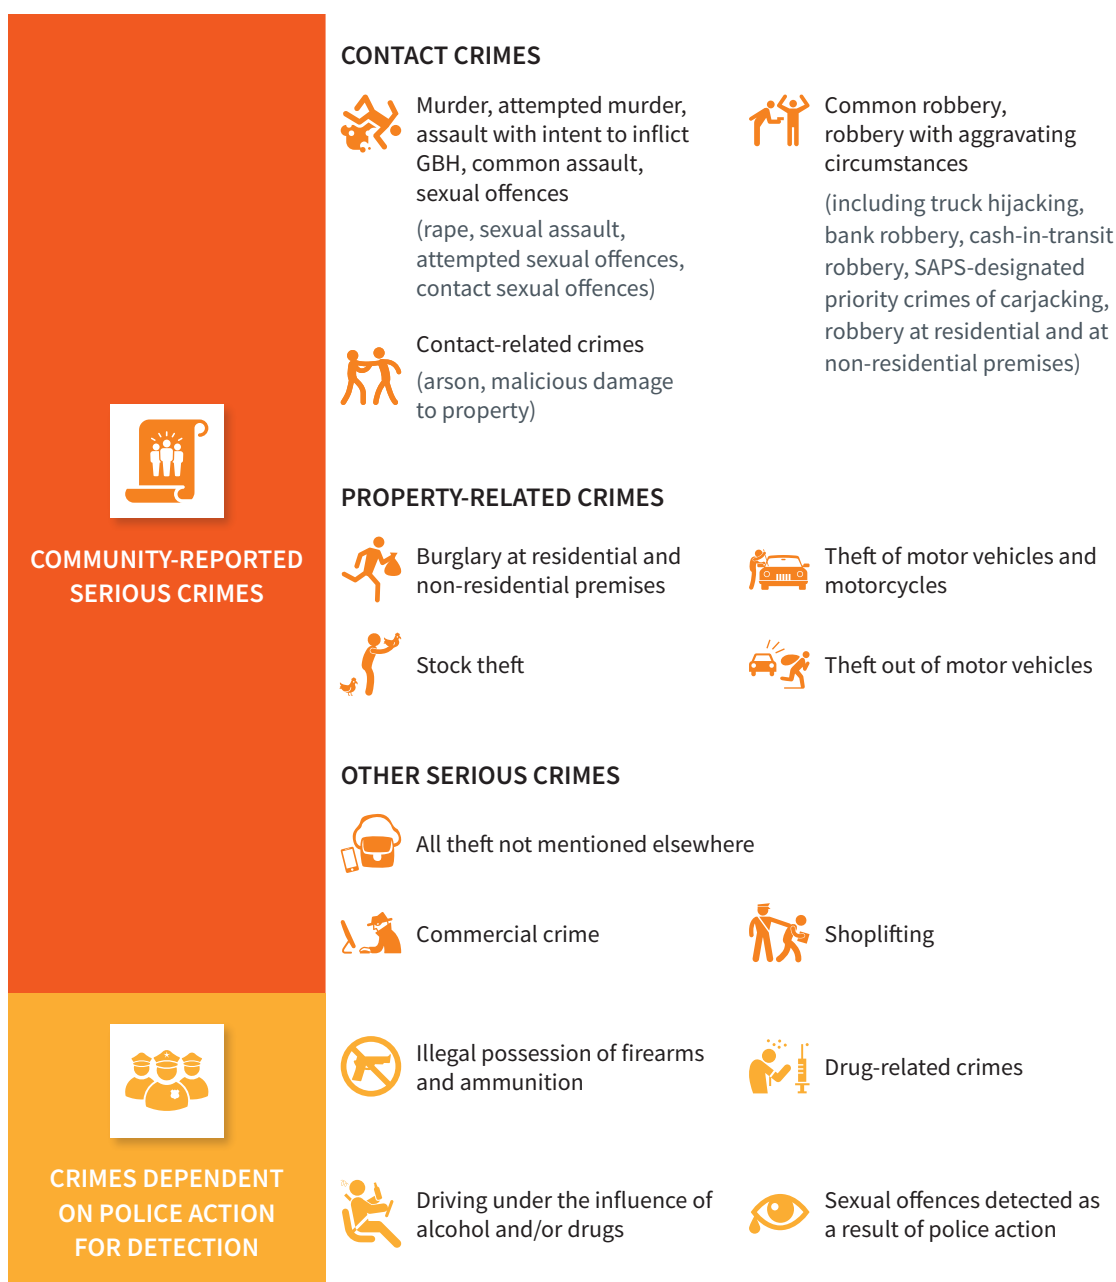 COMMUNITY-REPORTED
SERIOUS CRIMES
CONTACT CRIMES
Murder, attempted murder,
assault with intent to inflict
GBH, common assault,
sexual offences
(rape, sexual assault,
attempted sexual offences,
contact sexual offences)
Contact-related crimes
(arson, malicious damage
to property)
Common robbery,
robbery with aggravating
circumstances
(including truck hijacking,
bank robbery, cash-in-transit
robbery, SAPS-designated
priority crimes of carjacking,
robbery at residential and at
non-residential premises)
PROPERTY-RELATED CRIMES
Burglary at residential and
non-residential premises
Theft of motor vehicles and
motorcycles
Stock theft
Theft out of motor vehicles
OTHER SERIOUS CRIMES
All theft not mentioned elsewhere
Commercial crime
Shoplifting
CRIMES DEPENDENT
ON POLICE ACTION
FOR DETECTION
Illegal possession of firearms
and ammunition
Drug-related crimes
Driving under the influence of
alcohol and/or drugs
Sexual offences detected as
a result of police action